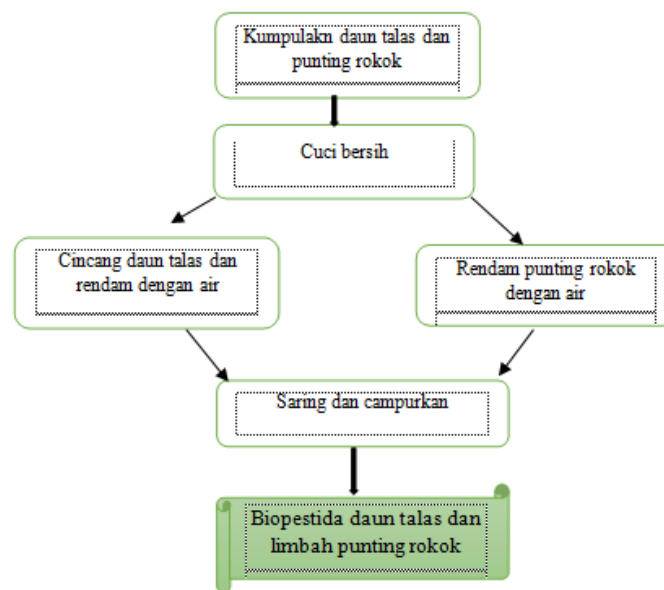 Kumpulakn daun talas dan
punting rokok
Cuci bersih
Cincang daun talas dan
rendam dengan air
Rendam punting rokok
dengan air
Saring dan campurkan
Biopestida daun talas dan
limbah punting rokok